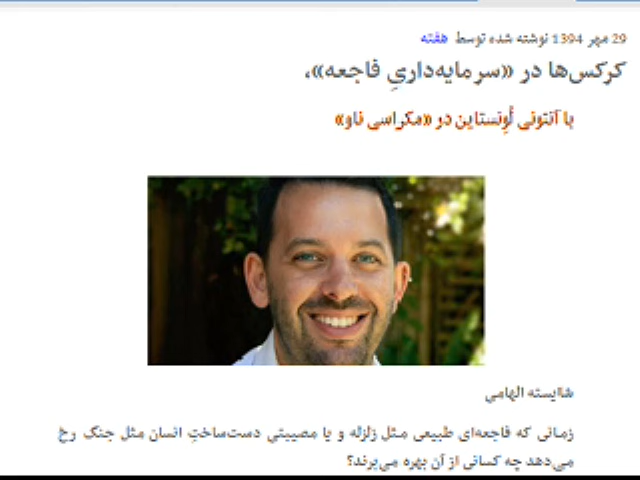 29 مهر 1394 نوشته شده توسط هفته
کرکس‌ها در «سرمایه‌داریِ فاجعه»،
با آنتونی لُونستاین در «مکراسی ناو»
شاایسته الهامی
زمانی که فاجعه‌ای طبیعی مثل زلزله و یا مصیبتی دست‌ساختِ انسان مثل جنگ رخ
می‌دهد چه کسانی از آن بهره می‌برند؟